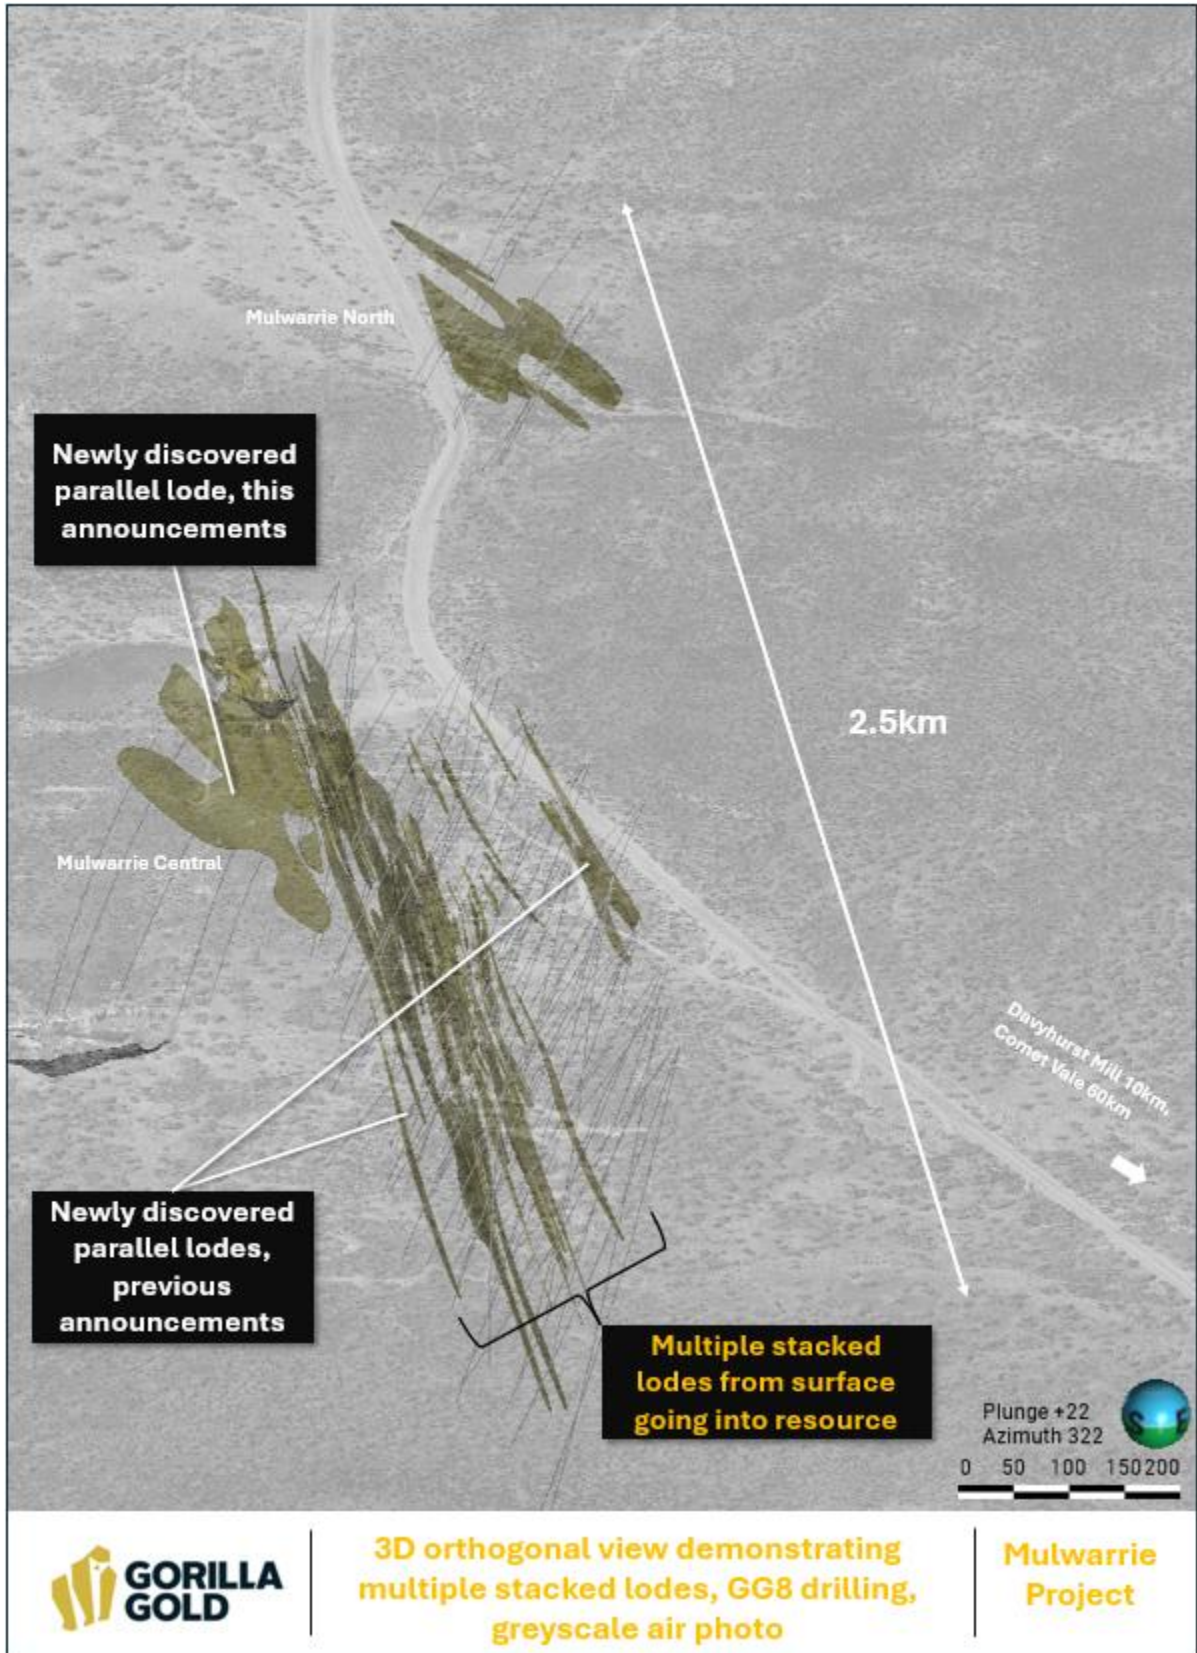 Mulwarrie North
Newly discovered
parallel lode, this
announcements
2.5km
Mulwarrie Central
Davyhurst Mill 10km,
Comet Vale 60km
Newly discovered
parallel lodes,
previous
announcements
Multiple stacked
lodes from surface
going into resource
Plunge +22
Azimuth 322
S E
0 50 100 150 200
GORILLA
GOLD
3D orthogonal view demonstrating
multiple stacked lodes, GG8 drilling,
greyscale air photo
Mulwarrie
Project